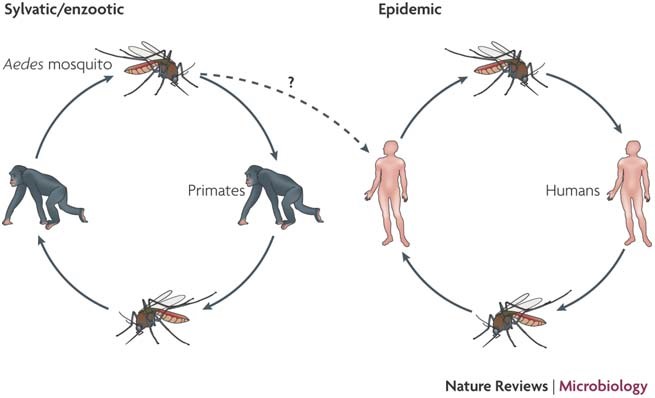 Sylvatic/enzootic
Epidemic
Aedes mosquito
?
Primates
Humans
Nature Reviews | Microbiology